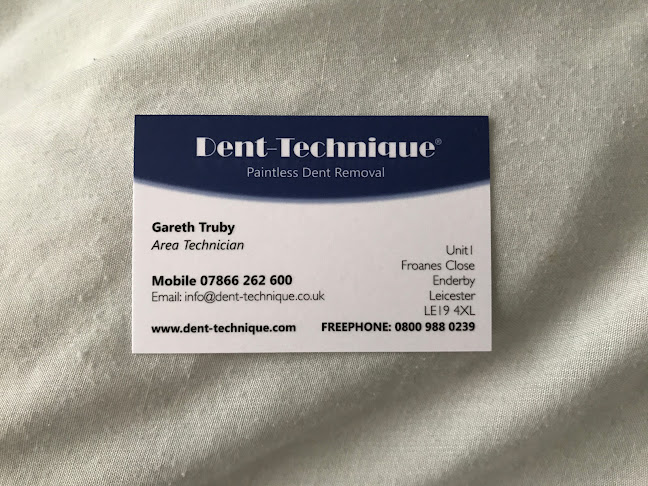 Dent-Technique®
Paintless Dent Removal
Gareth Truby
Area Technician
Mobile 07866 262 600
Email: info@dent-technique.co.uk
www.dent-technique.com
Unit1
Froanes Close
Enderby
Leicester
LE19 4XL
FREEPHONE: 0800 988 0239